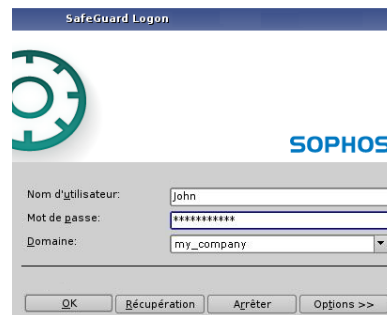 SafeGuard Logon
SOPHOS
Nom d'utilisateur: John
Mot de passe: ***********
Domaine: my_company
OK Récupération Arrêter Options >>